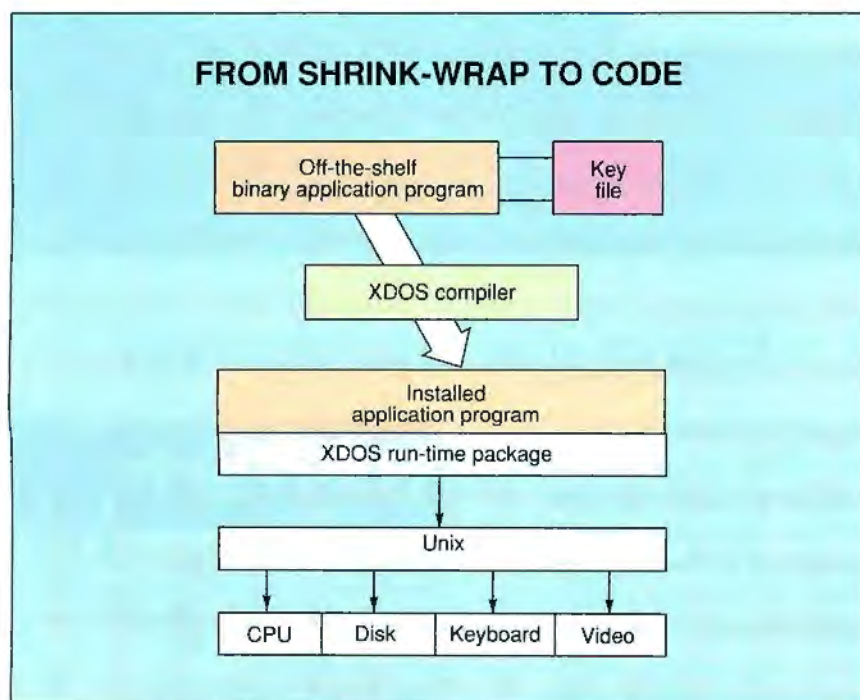 FROM SHRINK-WRAP TO CODE
Off-the-shelf
binary application program
Key
file
XDOS compiler
Installed
application program
XDOS run-time package
Unix
CPU
Disk
Keyboard
Video